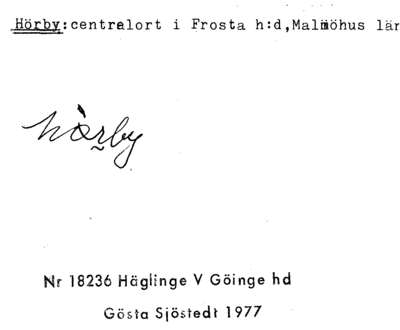 Hörby:centralort i Frosta h:d,Malmöhus län
hòrby
Nr 18236 Häglinge V Göinge hd
Gösta Sjöstedt 1977